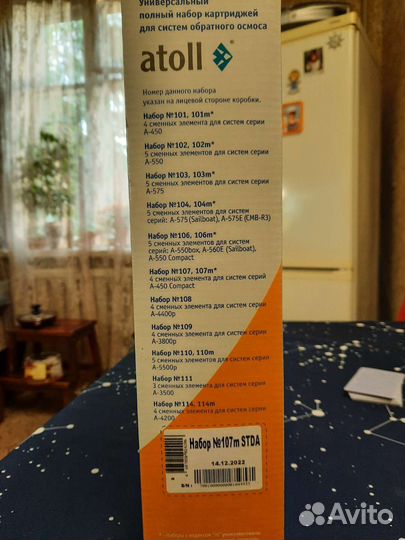 Универсальный
полный набор картриджей
для систем обратного осмоса
atoll
Номер данного набора
указан на лицевой стороне коробки.
Набор №101, 101m*
4 сменных элемента для систем серии
А-450
Набор №102, 102m*
5 сменных элементов для систем серии
А-550
Набор №103, 103m*
5 сменных элементов для систем серии
А-575
Набор №104, 104m*
5 сменных элементов для систем
серий: А-575 (Sailboat), А-575E (CMB-R3)
Набор №106, 106m*
5 сменных элементов для систем
серий: А-550box, А-560E (Sailboat),
А-550 Compact
Набор №107, 107m*
4 сменных элемента для систем серии
А-450 Compact
Набор №108
4 сменных элемента для систем серии
А-4400p
Набор №109
4 сменных элемента для систем серии
А-3800p
Набор №110, 110m
5 сменных элементов для систем серии
А-5500p
Набор №111
3 сменных элемента для систем серии
А-3500
Набор №114, 114m
4 сменных элемента для систем серии
А-4200
Набор №107m STDA
14.12.2022
S/N:
Avito